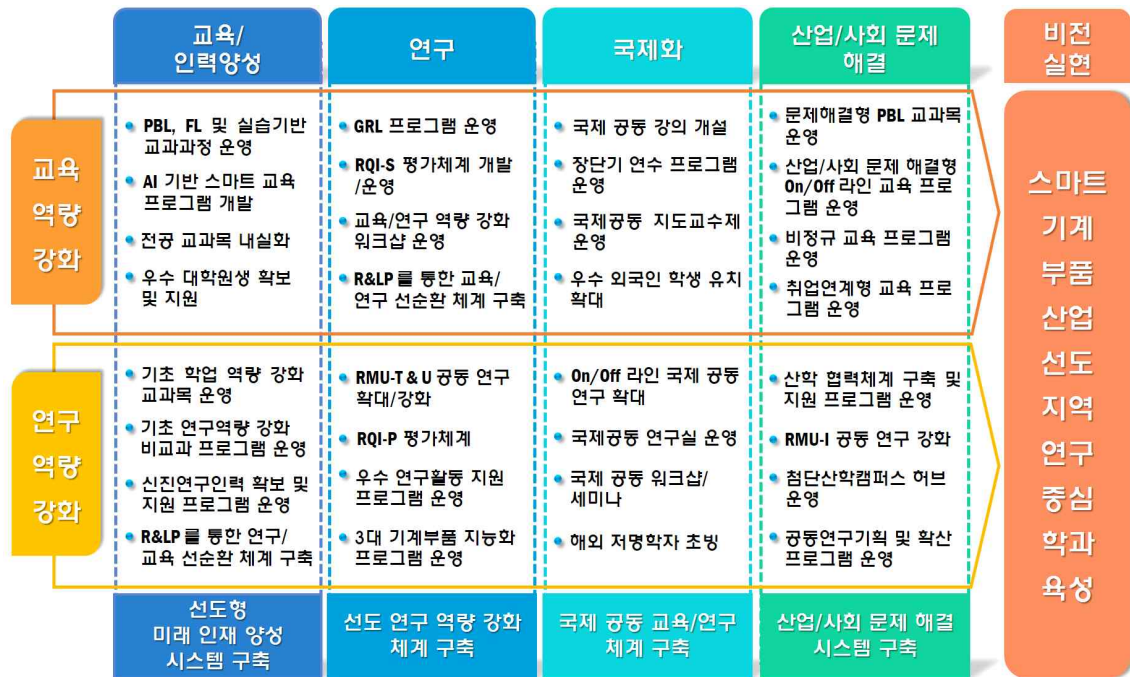 교육/
인력양성
연구
국제화
산업/사회 문제
해결
비전
실현
교육
역량
강화
PBL, FL 및 실습기반
교과과정 운영
AI 기반 스마트 교육
프로그램 개발
전공 교과목 내실화
우수 대학원생 확보
및 지원
GRL 프로그램 운영
RQI-S 평가체계 개발
/운영
교육/연구 역량 강화
워크샵 운영
R&LP를 통한 교육/
연구 선순환 체계 구축
국제 공동 강의 개설
장단기 연수 프로그램
운영
국제공동 지도교수제
운영
우수 외국인 학생 유치
확대
문제해결형 PBL 교과목
운영
산업/사회 문제 해결형
On/Off 라인 교육 프로
그램 운영
비정규 교육 프로그램
운영
취업연계형 교육 프로
그램 운영
연구
역량
강화
기초 학업 역량 강화
교과목 운영
기초 연구역량 강화
비교과 프로그램 운영
신진연구인력 확보 및
지원 프로그램 운영
R&LP를 통한 연구/
교육 선순환 체계 구축
RMU-T & U 공동 연구
확대/강화
RQI-P 평가체계
우수 연구활동 지원
프로그램 운영
3대 기계부품 지능화
프로그램 운영
On/Off 라인 국제 공동
연구 확대
국제공동 연구실 운영
국제 공동 워크샵/
세미나
해외 저명학자 초빙
산학 협력체계 구축 및
지원 프로그램 운영
RMU-I 공동 연구 강화
첨단산학캠퍼스 허브
운영
공동연구기획 및 확산
프로그램 운영
스마트
기계
부품
산업
선도
지역
연구
중심
학과
육성
선도형
미래 인재 양성
시스템 구축
선도 연구 역량 강화
체계 구축
국제 공동 교육/연구
체계 구축
산업/사회 문제 해결
시스템 구축